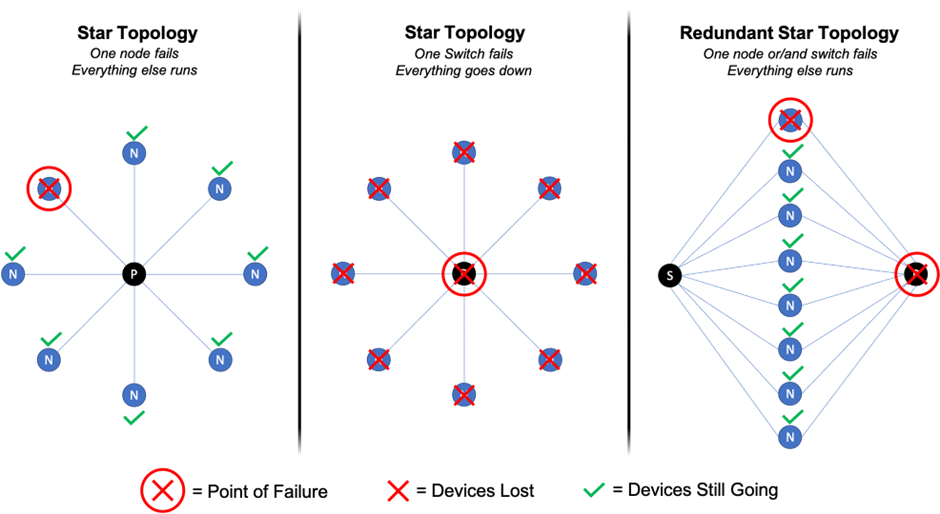 Star Topology
One node fails
Everything else runs
Star Topology
One Switch fails
Everything goes down
Redundant Star Topology
One node or/and switch fails
Everything else runs
N
N
N
N
P
N
N
N
S
N
N
N
N
N
N
N
= Point of Failure
= Devices Lost
= Devices Still Going